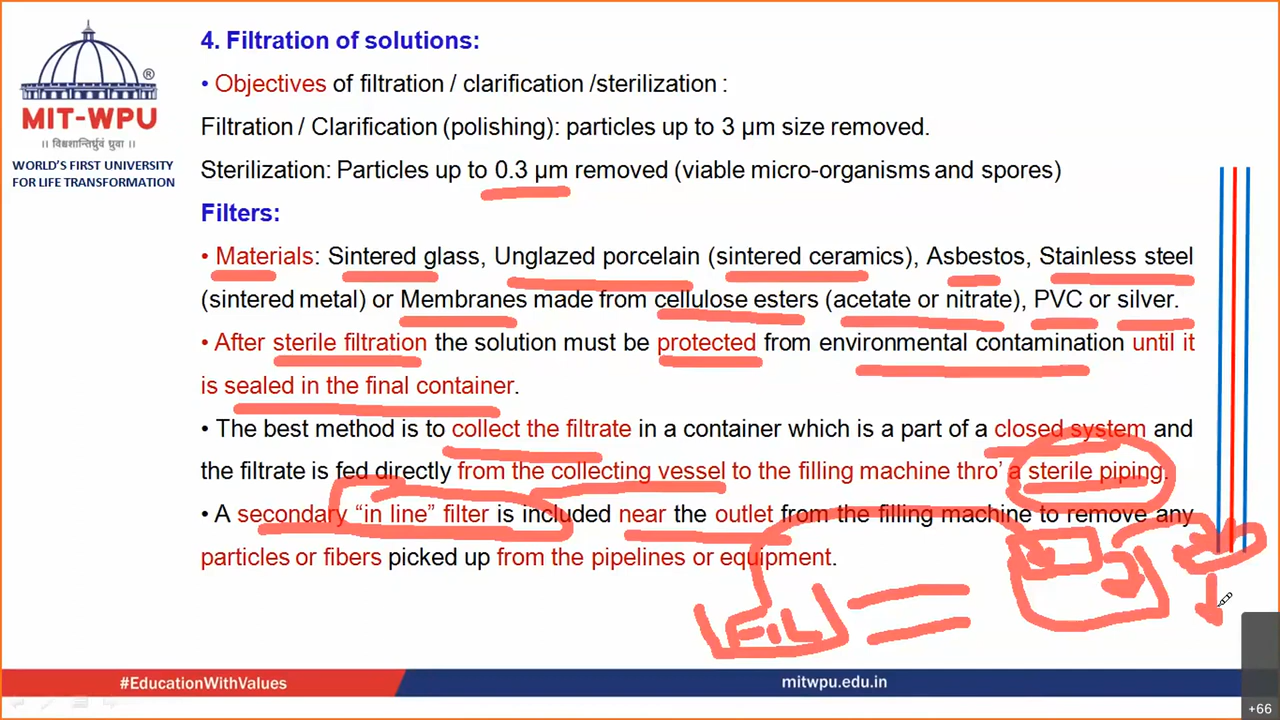 4. Filtration of solutions:
• Objectives of filtration / clarification /sterilization :
Filtration / Clarification (polishing): particles up to 3 µm size removed.
Sterilization: Particles up to 0.3 µm removed (viable micro-organisms and spores)
Filters:
• Materials: Sintered glass, Unglazed porcelain (sintered ceramics), Asbestos, Stainless steel
(sintered metal) or Membranes made from cellulose esters (acetate or nitrate), PVC or silver.
• After sterile filtration the solution must be protected from environmental contamination until it
is sealed in the final container.
• The best method is to collect the filtrate in a container which is a part of a closed system and
the filtrate is fed directly from the collecting vessel to the filling machine thro’ a sterile piping.
• A secondary “in line” filter is included near the outlet from the filling machine to remove any
particles or fibers picked up from the pipelines or equipment.
FIL
®
MIT-WPU
॥ विश्वशान्तिर्ध्रुवं ध्रुवा ॥
WORLD'S FIRST UNIVERSITY
FOR LIFE TRANSFORMATION
#EducationWithValues
mitwpu.edu.in
+66